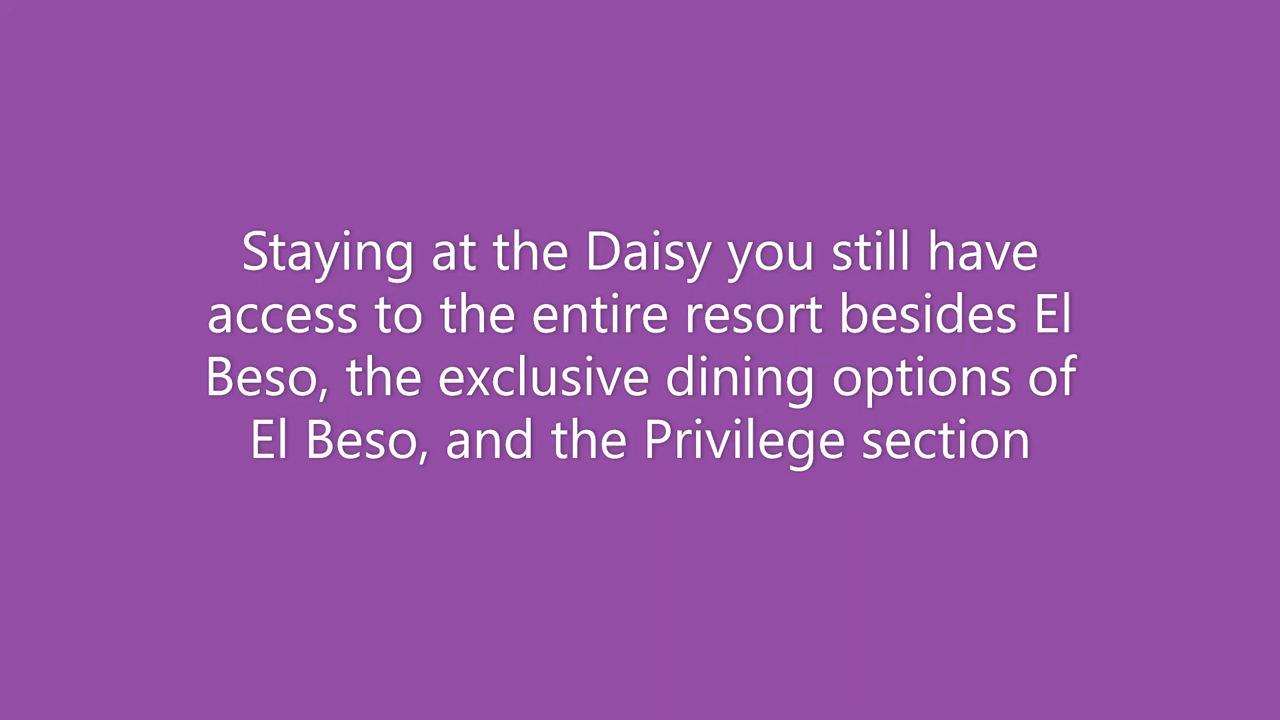 Staying at the Daisy you still have
access to the entire resort besides El
Beso, the exclusive dining options of
El Beso, and the Privilege section